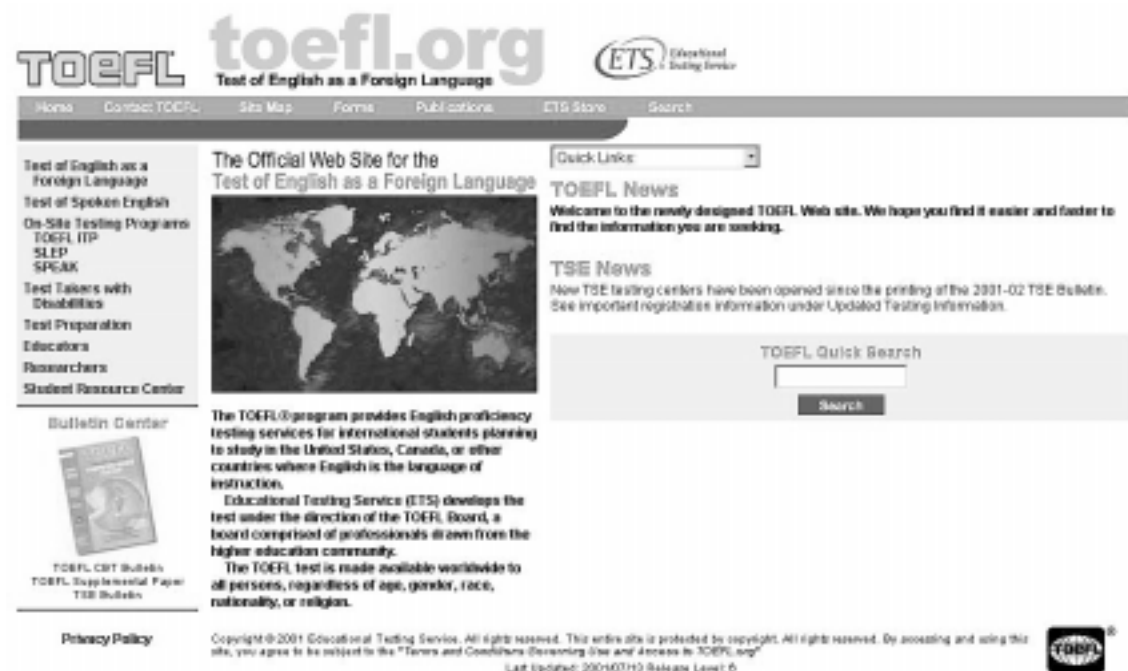 TOEFL
toefl.org
Test of English as a Foreign Language
ETS Educational
Testing Service
Home Contact TOEFL Site Map Forms Publications ETS Store Search
Test of English as a
Foreign Language
Test of Spoken English
On-Site Testing Programs
TOEFL ITP
SLEP
SPEAK
Test Takers with
Disabilities
Test Preparation
Educators
Researchers
Student Resource Center
Bulletin Center
TOEFL CBT Bulletin
TOEFL Supplemental Paper
TSE Bulletin
Privacy Policy
The Official Web Site for the
Test of English as a Foreign Language
The TOEFL® program provides English proficiency
testing services for international students planning
to study in the United States, Canada, or other
countries where English is the language of
instruction.
Educational Testing Service (ETS) develops the
test under the direction of the TOEFL Board, a
board comprised of professionals drawn from the
higher education community.
The TOEFL test is made available worldwide to
all persons, regardless of age, gender, race,
nationality, or religion.
Quick Links:
TOEFL News
Welcome to the newly designed TOEFL Web site. We hope you find it easier and faster to
find the information you are seeking.
TSE News
New TSE testing centers have been opened since the printing of the 2001-02 TSE Bulletin.
See important registration information under Updated Testing Information.
TOEFL Quick Search
Search
Copyright © 2001 Educational Testing Service. All rights reserved. This entire site is protected by copyright. All rights reserved. By accessing and using this
site, you agree to be subject to the "Terms and Conditions Governing Use and Access to TOEFL.org"
Last Updated: 2001/07/13 Release Level: 6
TOEFL ®